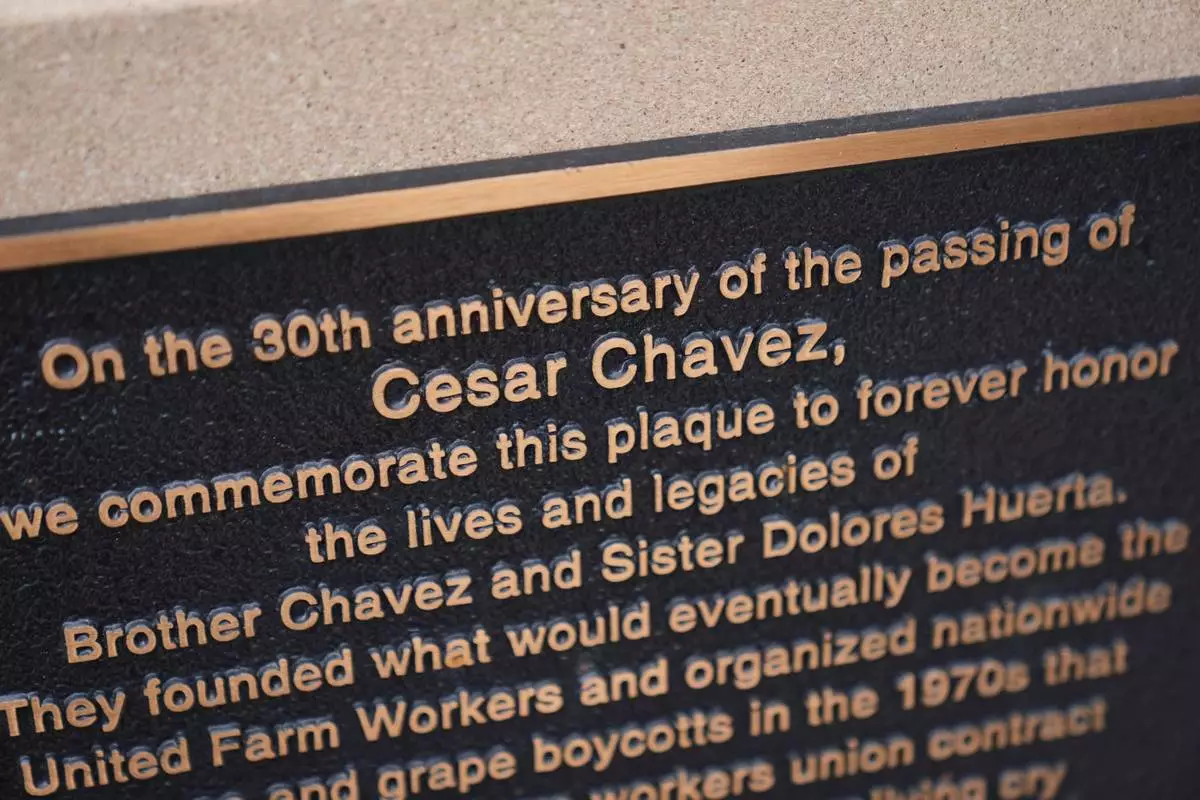 On the 30th anniversary of the passing of
Cesar Chavez,
we commemorate this plaque to forever honor
the lives and legacies of
Brother Chavez and Sister Dolores Huerta.
They founded what would eventually become the
United Farm Workers and organized nationwide
and grape boycotts in the 1970s that
workers union contract
cry